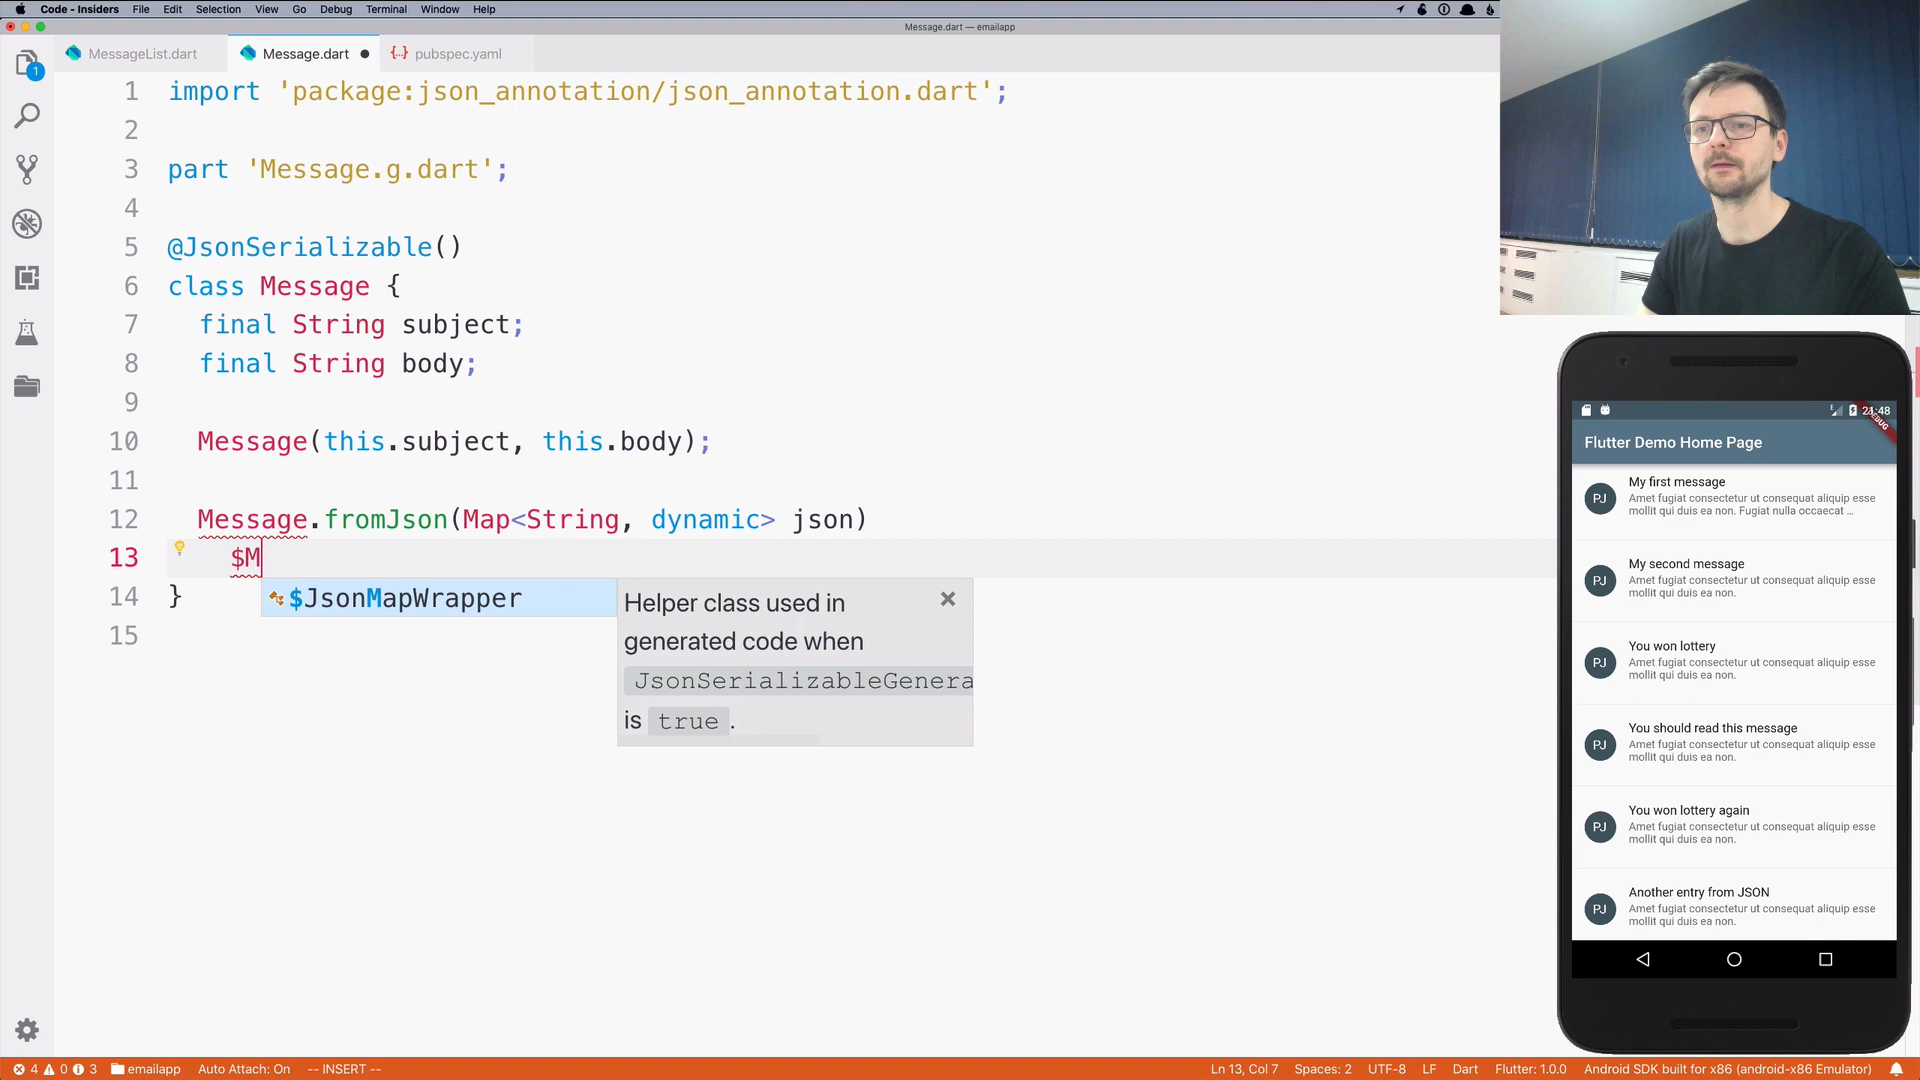 Code - Insiders File Edit Selection View Go Debug Terminal Window Help
Message.dart — emailapp
MessageList.dart Message.dart pubspec.yaml
1 import 'package:json_annotation/json_annotation.dart';
2
3 part 'Message.g.dart';
4
5 @JsonSerializable()
6 class Message {
7 final String subject;
8 final String body;
9
10 Message(this.subject, this.body);
11
12 Message.fromJson(Map<String, dynamic> json)
13 $M
14 }
15
$JsonMapWrapper
Helper class used in
generated code when
JsonSerializableGenera
is true .
1
21:48
DEBUG
Flutter Demo Home Page
PJ
My first message
Amet fugiat consectetur ut consequat aliquip esse
mollit qui duis ea non. Fugiat nulla occaecat ...
PJ
My second message
Amet fugiat consectetur ut consequat aliquip esse
mollit qui duis ea non.
PJ
You won lottery
Amet fugiat consectetur ut consequat aliquip esse
mollit qui duis ea non.
PJ
You should read this message
Amet fugiat consectetur ut consequat aliquip esse
mollit qui duis ea non.
PJ
You won lottery again
Amet fugiat consectetur ut consequat aliquip esse
mollit qui duis ea non.
PJ
Another entry from JSON
Amet fugiat consectetur ut consequat aliquip esse
mollit qui duis ea non.
4 0 3 emailapp Auto Attach: On -- INSERT -- Ln 13, Col 7 Spaces: 2 UTF-8 LF Dart Flutter: 1.0.0 Android SDK built for x86 (android-x86 Emulator)